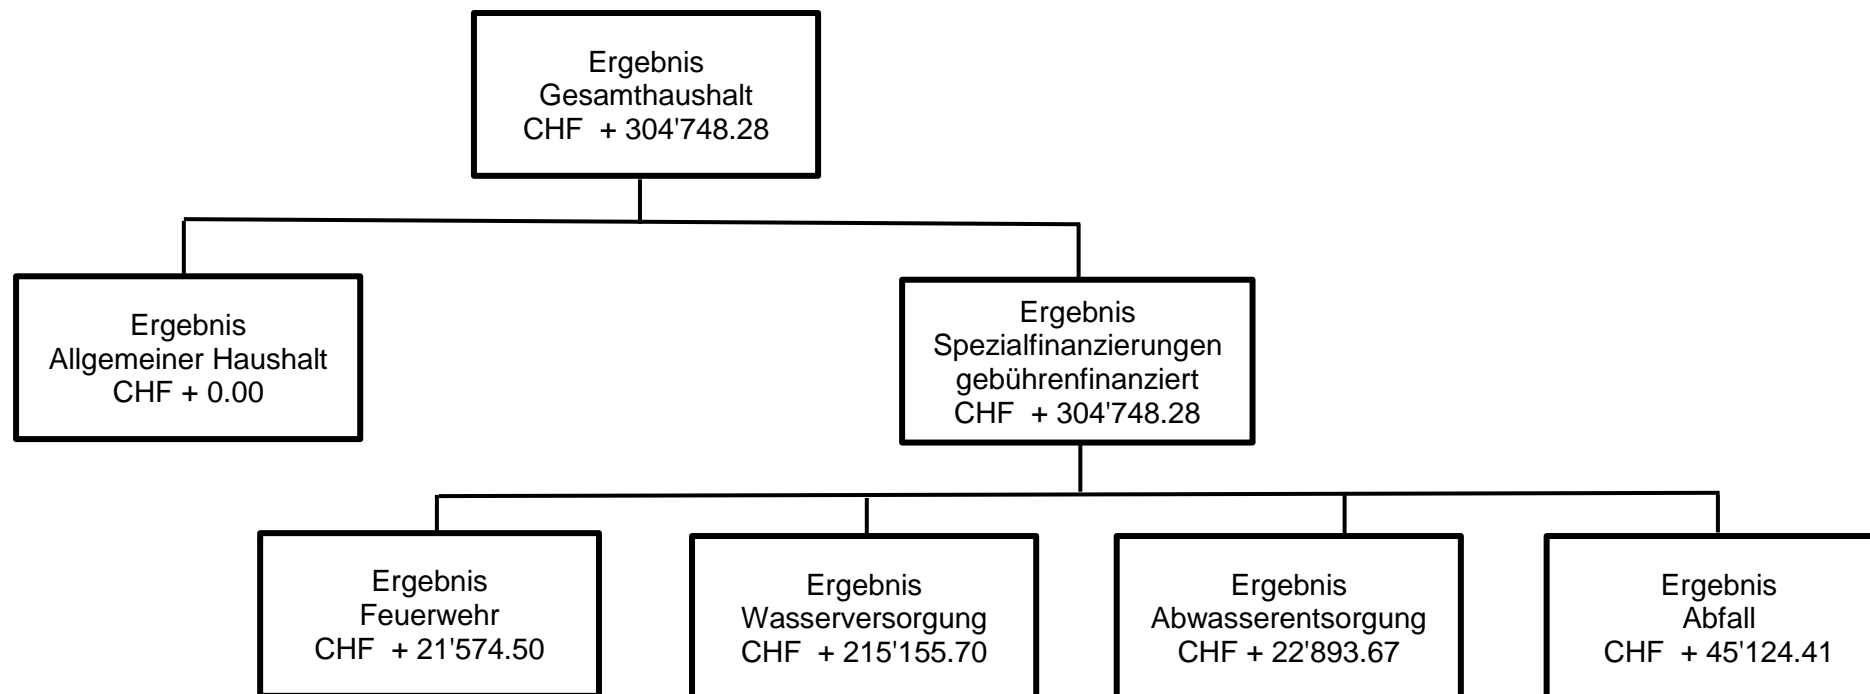 Ergebnis
Gesamthaushalt
CHF  + 304'748.28
Ergebnis
Allgemeiner Haushalt
CHF + 0.00
Ergebnis
Spezialfinanzierungen
gebührenfinanziert
CHF  + 304'748.28
Ergebnis
Feuerwehr
CHF  + 21'574.50
Ergebnis
Wasserversorgung
CHF  + 215'155.70
Ergebnis
Abwasserentsorgung
CHF + 22'893.67
Ergebnis
Abfall
CHF  + 45'124.41